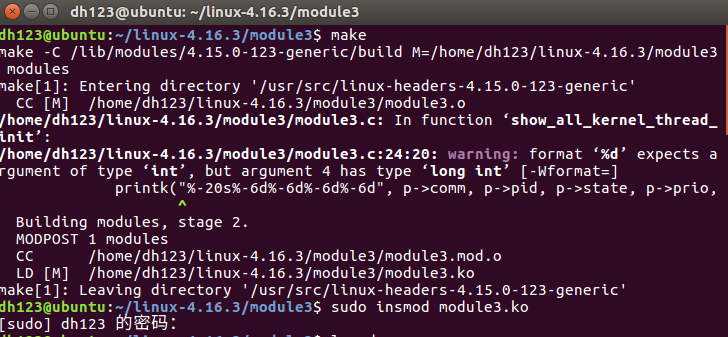 dh123@ubuntu: ~/linux-4.16.3/module3
dh123@ubuntu:~/linux-4.16.3/module3$ make
make -C /lib/modules/4.15.0-123-generic/build M=/home/dh123/linux-4.16.3/module3
 modules
make[1]: Entering directory '/usr/src/linux-headers-4.15.0-123-generic'
  CC [M]  /home/dh123/linux-4.16.3/module3/module3.o
/home/dh123/linux-4.16.3/module3/module3.c: In function ‘show_all_kernel_thread_
init’:
/home/dh123/linux-4.16.3/module3/module3.c:24:20: warning: format ‘%d’ expects a
rgument of type ‘int’, but argument 4 has type ‘long int’ [-Wformat=]
             printk("%-20s%-6d%-6d%-6d%-6d", p->comm, p->pid, p->state, p->prio,
                    ^
  Building modules, stage 2.
  MODPOST 1 modules
  CC      /home/dh123/linux-4.16.3/module3/module3.mod.o
  LD [M]  /home/dh123/linux-4.16.3/module3/module3.ko
make[1]: Leaving directory '/usr/src/linux-headers-4.15.0-123-generic'
dh123@ubuntu:~/linux-4.16.3/module3$ sudo insmod module3.ko
[sudo] dh123 的密码：